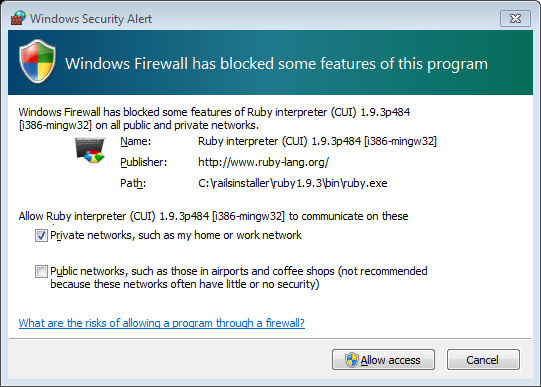 Windows Security Alert
Windows Firewall has blocked some features of this program
Windows Firewall has blocked some features of Ruby interpreter (CUI) 1.9.3p484
[i386-mingw32] on all public and private networks.
Name: Ruby interpreter (CUI) 1.9.3p484 [i386-mingw32]
Publisher: http://www.ruby-lang.org/
Path: C:\railsinstaller\ruby1.9.3\bin\ruby.exe
Allow Ruby interpreter (CUI) 1.9.3p484 [i386-mingw32] to communicate on these
Private networks, such as my home or work network
Public networks, such as those in airports and coffee shops (not recommended
because these networks often have little or no security)
What are the risks of allowing a program through a firewall?
Allow access Cancel